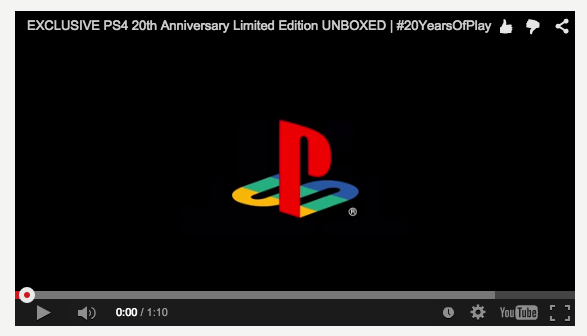 EXCLUSIVE PS4 20th Anniversary Limited Edition UNBOXED | #20YearsOfPlay
®
0:00 / 1:10
YouTube